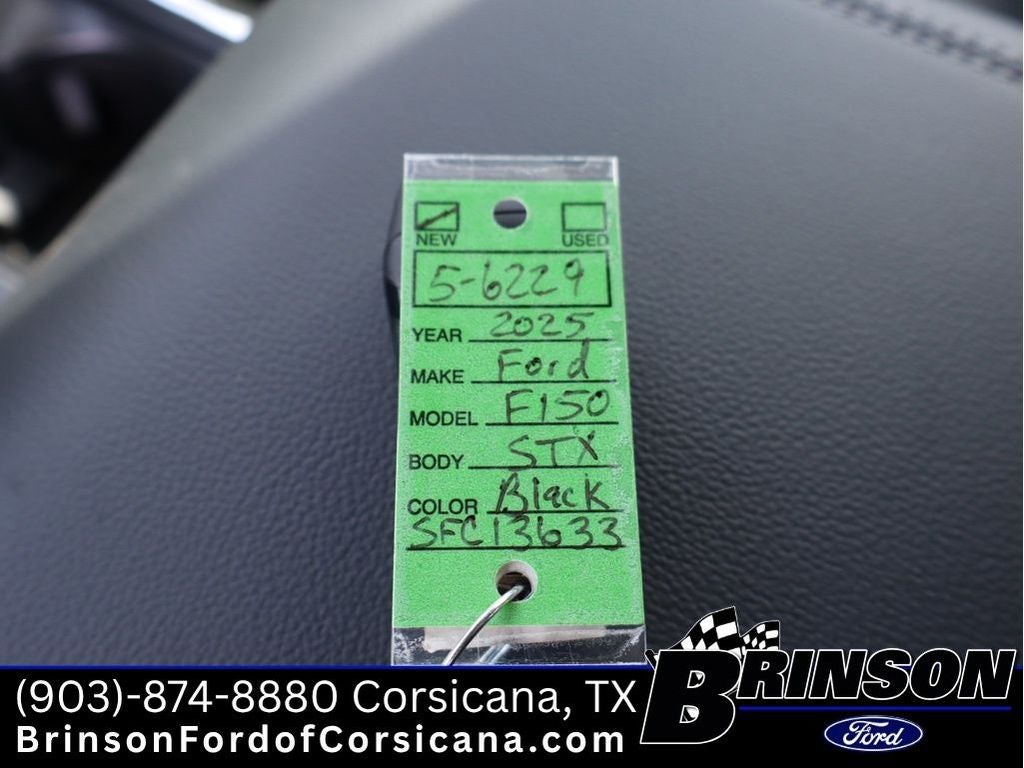 NEW USED
5-6229
YEAR 2025
MAKE Ford
MODEL F150
BODY STX
COLOR Black
SFC13633
(903)-874-8880 Corsicana, TX
BrinsonFordofCorsicana.com
BRINSON
Ford